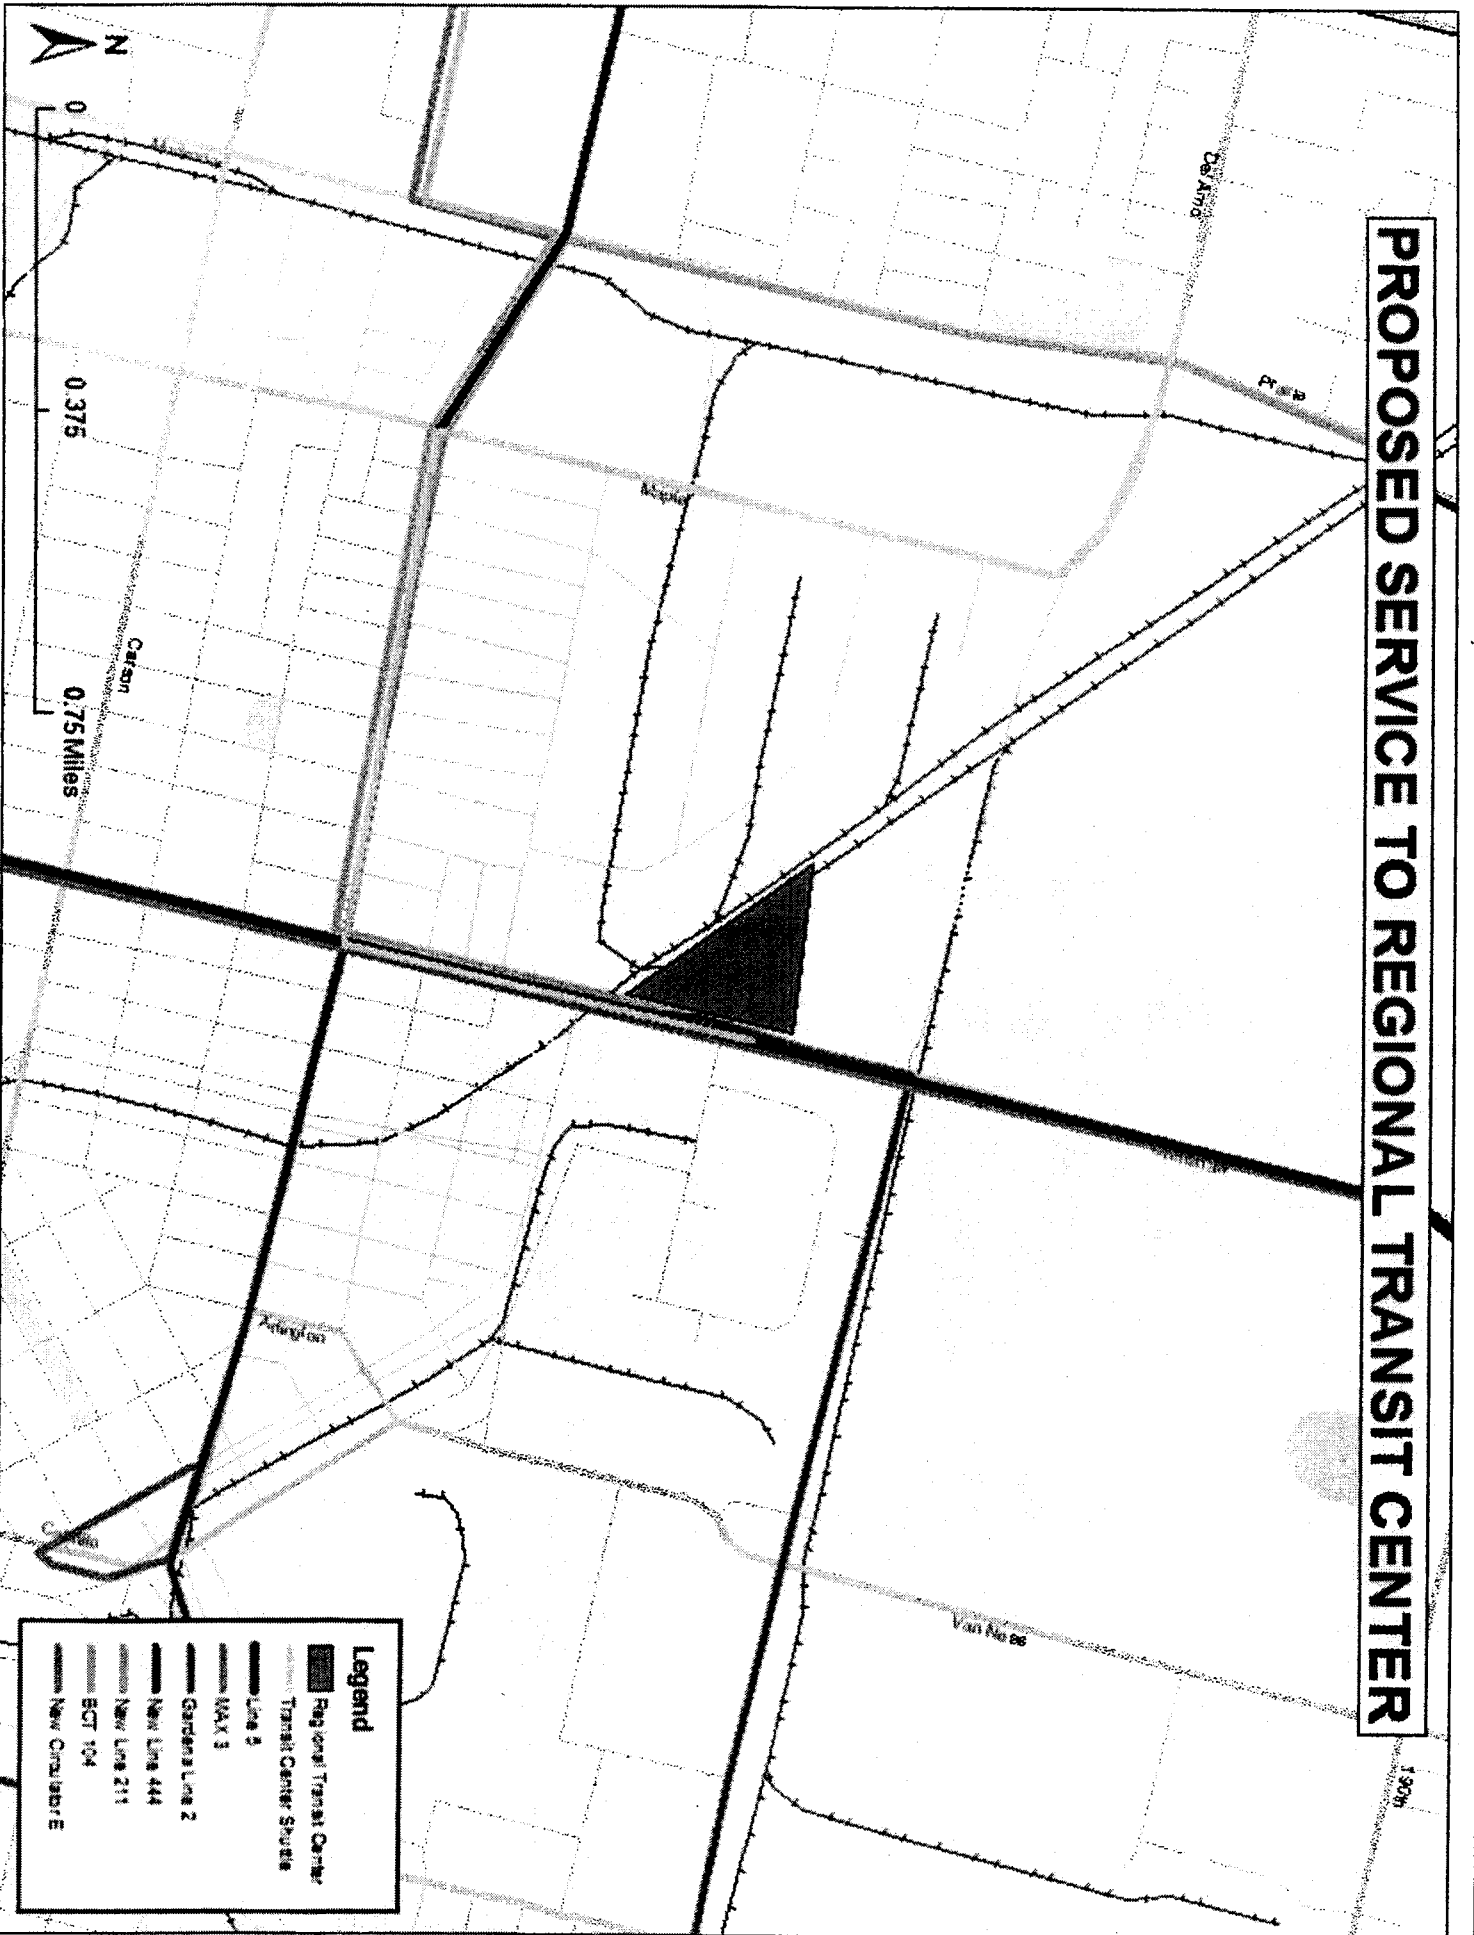 PROPOSED SERVICE TO REGIONAL TRANSIT CENTER
190th
Prairie
Del Amo
Van Ness
Maple
Arlington
Carson
Legend
Regional Transit Center
Transit Center Shuttle
Line 5
MAX 3
Gardena Line 2
New Line 444
New Line 211
BCT 104
New Circulator E
N
0
0.375
0.75 Miles